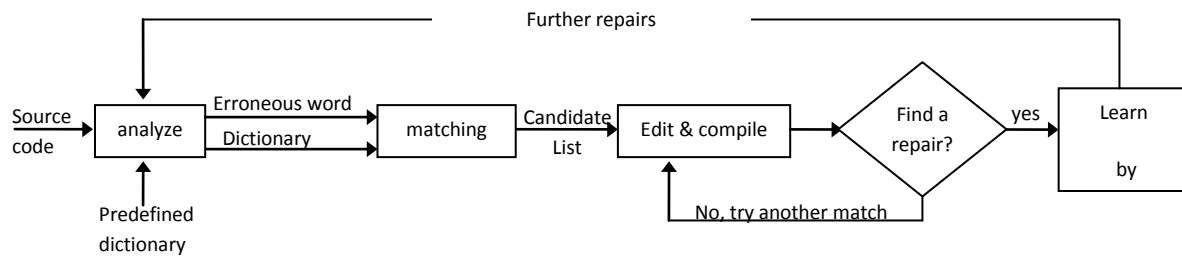 Further repairs
Source
code
analyze
Erroneous word
Dictionary
Predefined
dictionary
matching
Candidate
List
Edit & compile
Find a
repair?
No, try another match
yes
Learn
by